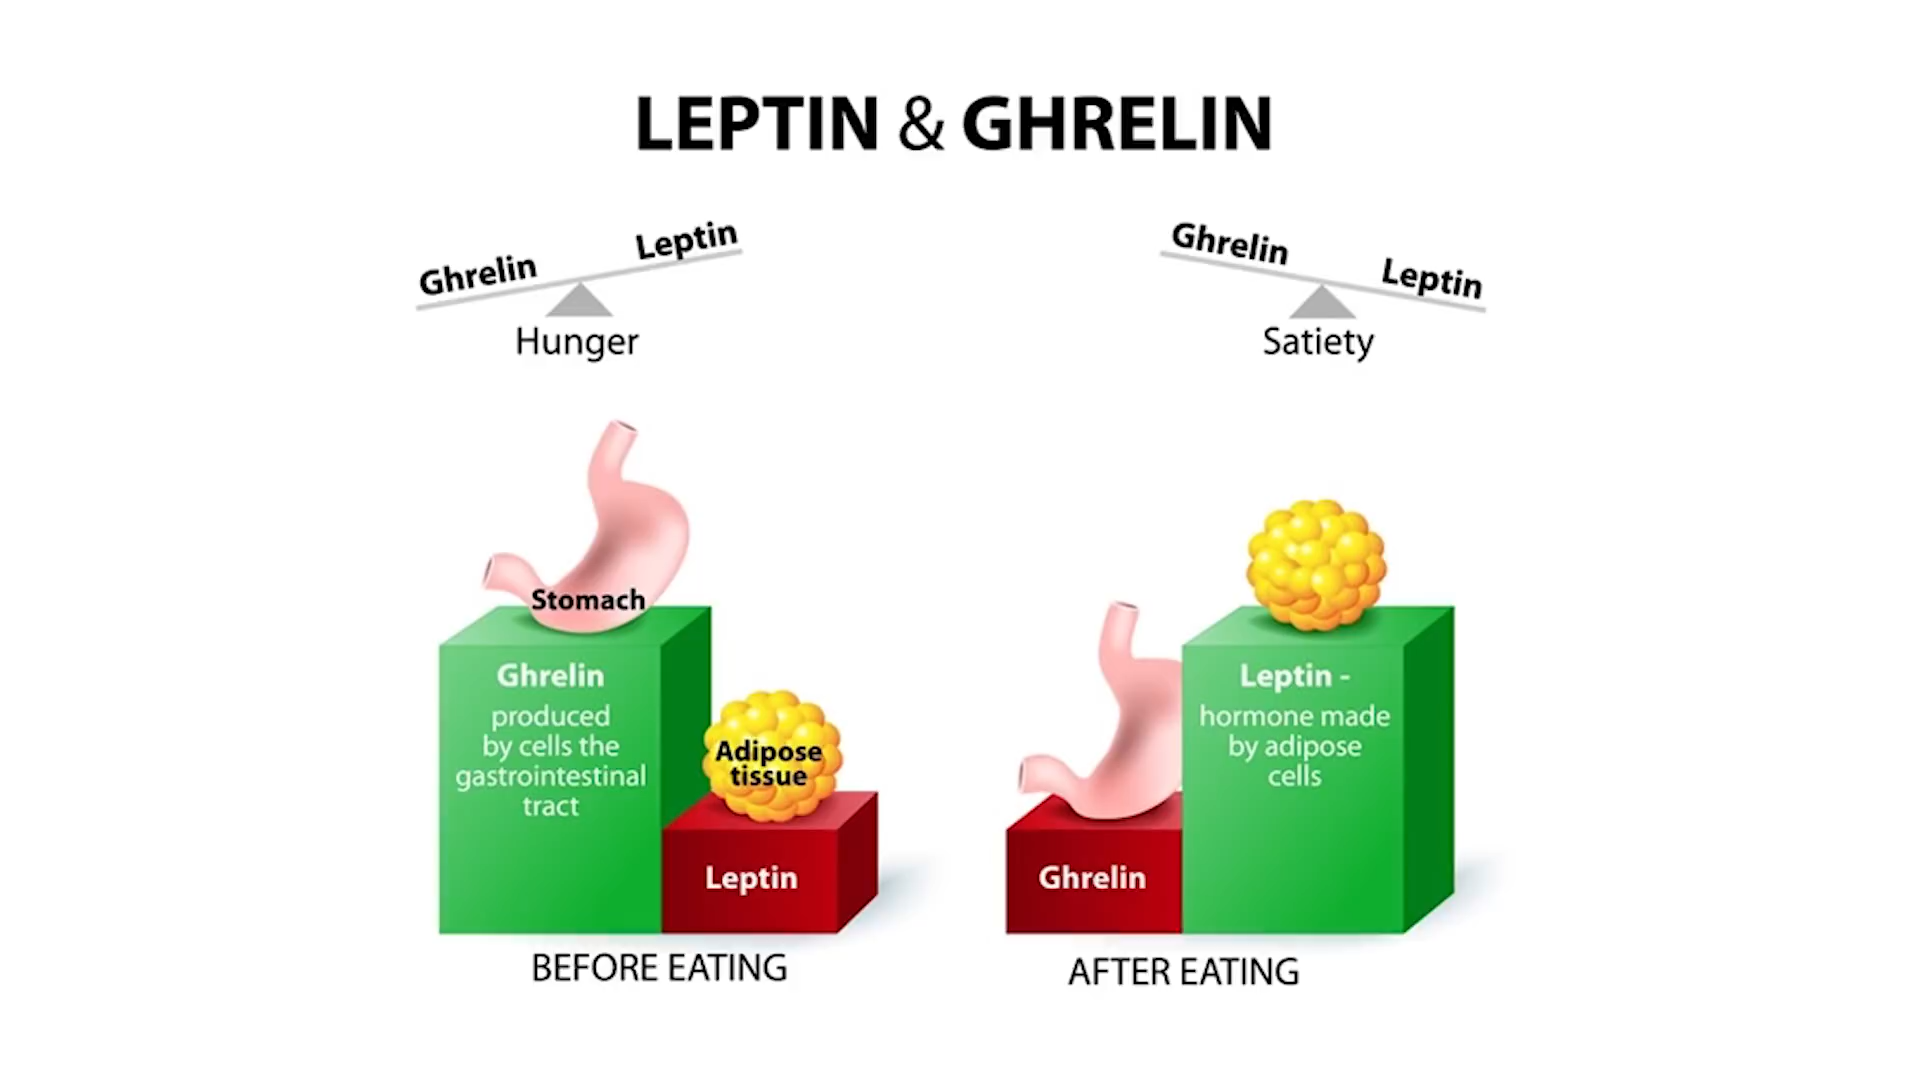 LEPTIN & GHRELIN
Ghrelin
Leptin
Hunger
Ghrelin
Leptin
Satiety
Stomach
Ghrelin
produced
by cells the
gastrointestinal
tract
Adipose
tissue
Leptin
BEFORE EATING
Ghrelin
Leptin -
hormone made
by adipose
cells
AFTER EATING